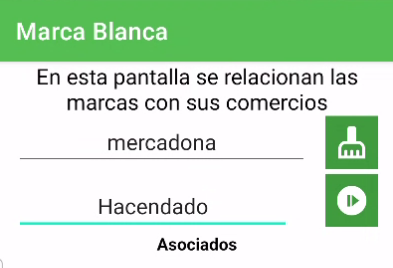 Marca Blanca
En esta pantalla se relacionan las
marcas con sus comercios
mercadona
Hacendado
Asociados